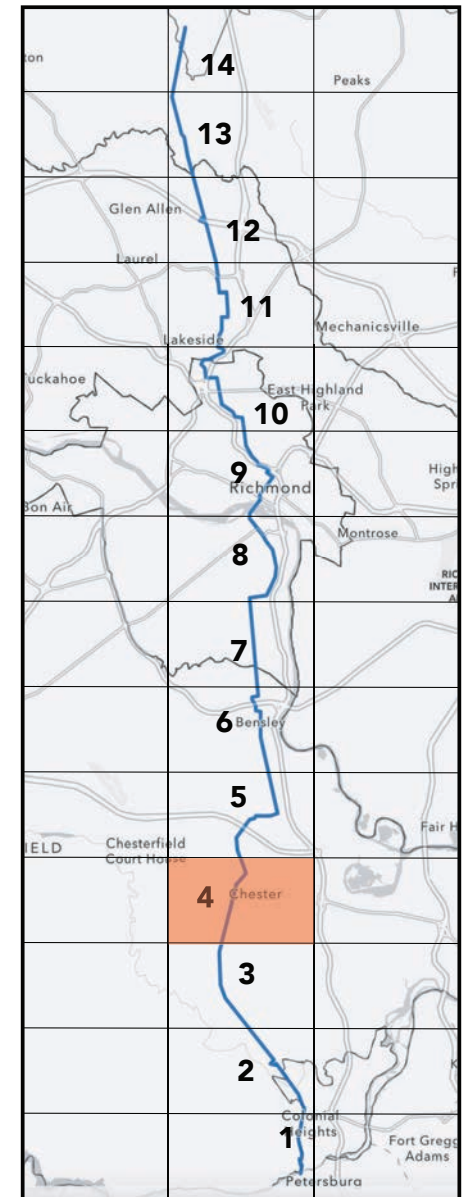 ton
14
Peaks
13
Glen Allen
12
Laurel
11
Mechanicsville
Lakeside
Tuckahoe
East Highland
Park
10
9
High
Spri
Richmond
Bon Air
8
Montrose
RIC
INTER
A
7
6
Bensley
5
Fair H
IELD
Chesterfield
Court House
4
Chester
3
2
K
Colonial
Heights
1
Fort Gregg
Adams
Petersburg